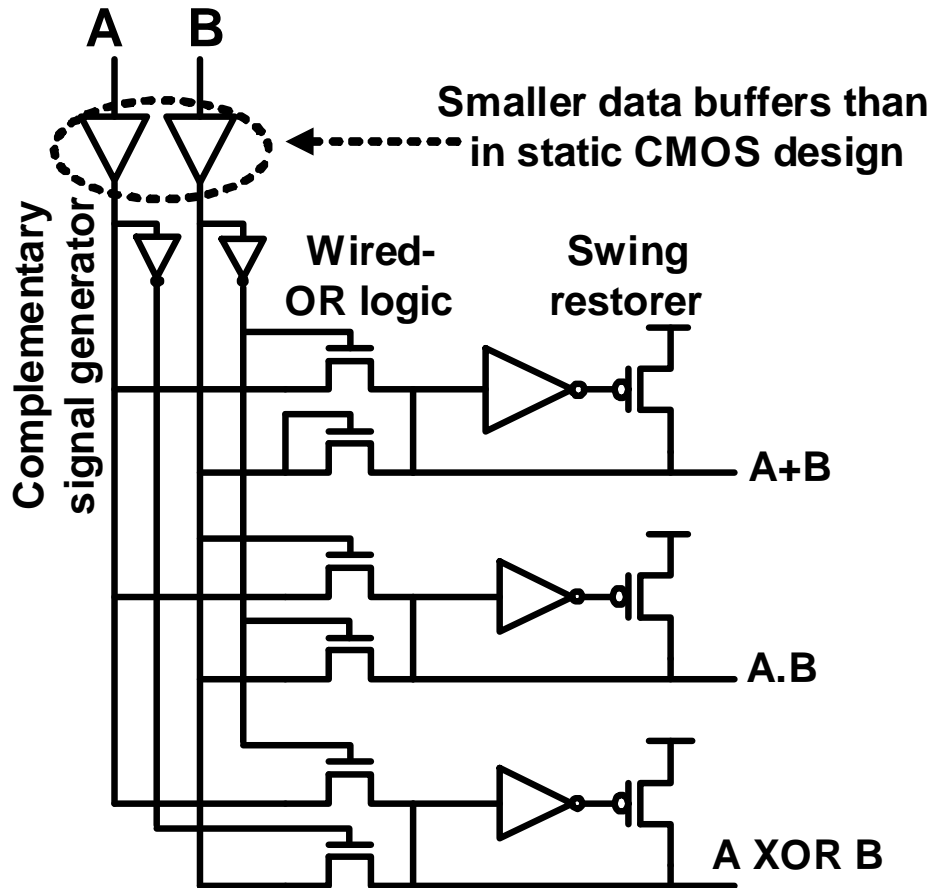 A B
Smaller data buffers than
in static CMOS design
Complementary
signal generator
Wired-
OR logic
Swing
restorer
A+B
A.B
A XOR B